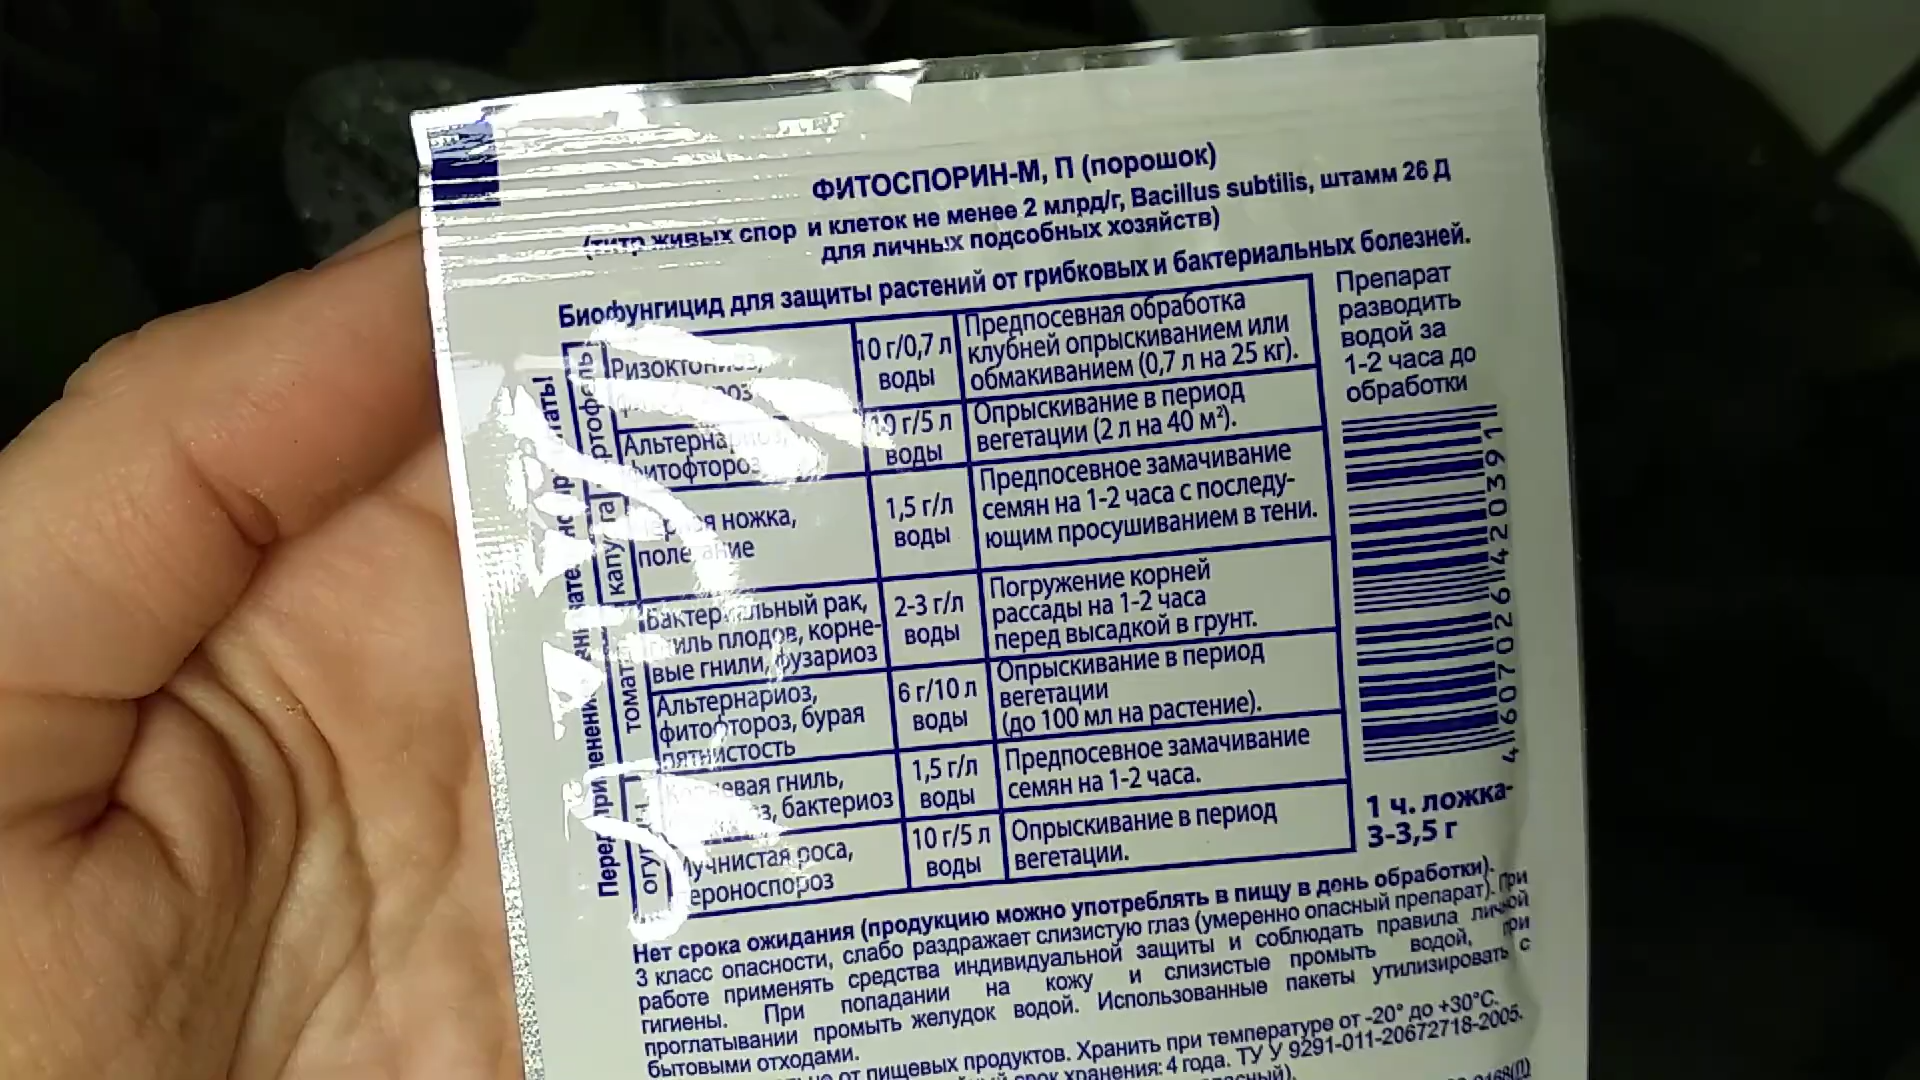 ФИТОСПОРИН-М, П (порошок)
живых спор и клеток не менее 2 млрд/г, Bacillus subtilis, штамм 26 Д
для личных подсобных хозяйств)
Биофунгицид для защиты растений от грибковых и бактериальных болезней.
Препарат
разводить
водой за
1-2 часа до
обработки
10 г/0,7 л
воды
Предпосевная обработка
клубней опрыскиванием или
обмакиванием (0,7 л на 25 кг).
Альтернариоз,
фитофтороз
10 г/5 л
воды
Опрыскивание в период
вегетации (2 л на 40 м²).
ножка,
1,5 г/л
воды
Предпосевное замачивание
семян на 1-2 часа с последу-
ющим просушиванием в тени.
томат
Бактериальный рак,
гниль плодов, корне-
вые гнили, фузариоз
2-3 г/л
воды
Погружение корней
рассады на 1-2 часа
перед высадкой в грунт.
Альтернариоз,
фитофтороз, бурая
пятнистость
6 г/10 л
воды
Опрыскивание в период
вегетации
(до 100 мл на растение).
гниль,
бактериоз
1,5 г/л
воды
Предпосевное замачивание
семян на 1-2 часа.
Мучнистая роса,
10 г/5 л
воды
Опрыскивание в период
вегетации.
4 607026 420391
1 ч. ложка-
3-3,5 г
Нет срока ожидания (продукцию можно употреблять в пищу в день обработки).
3 класс опасности, слабо раздражает слизистую глаз (умеренно опасный препарат). При
работе применять средства индивидуальной защиты и соблюдать правила личной
гигиены. При попадании на кожу и слизистые промыть водой, при
проглатывании промыть желудок водой. Использованные пакеты утилизировать с
бытовыми отходами.
от пищевых продуктов. Хранить при температуре от -20° до +30°С.
срок хранения: 4 года. ТУ У 9291-011-20672718-2005.